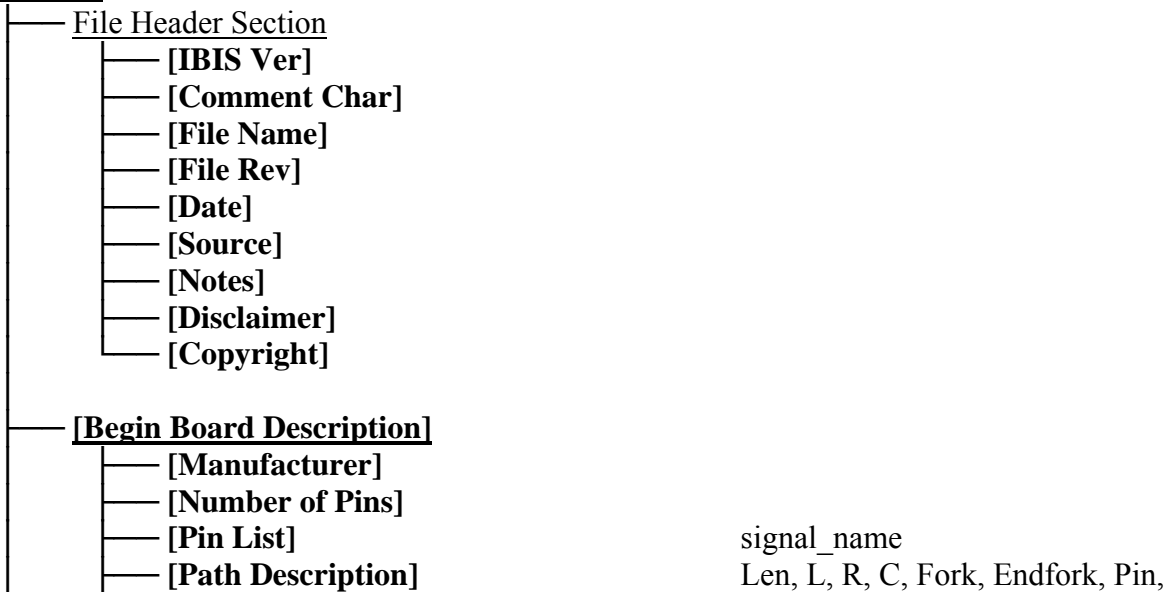 File Header Section
[IBIS Ver]
[Comment Char]
[File Name]
[File Rev]
[Date]
[Source]
[Notes]
[Disclaimer]
[Copyright]
[Begin Board Description]
[Manufacturer]
[Number of Pins]
[Pin List] signal_name
[Path Description] Len, L, R, C, Fork, Endfork, Pin,